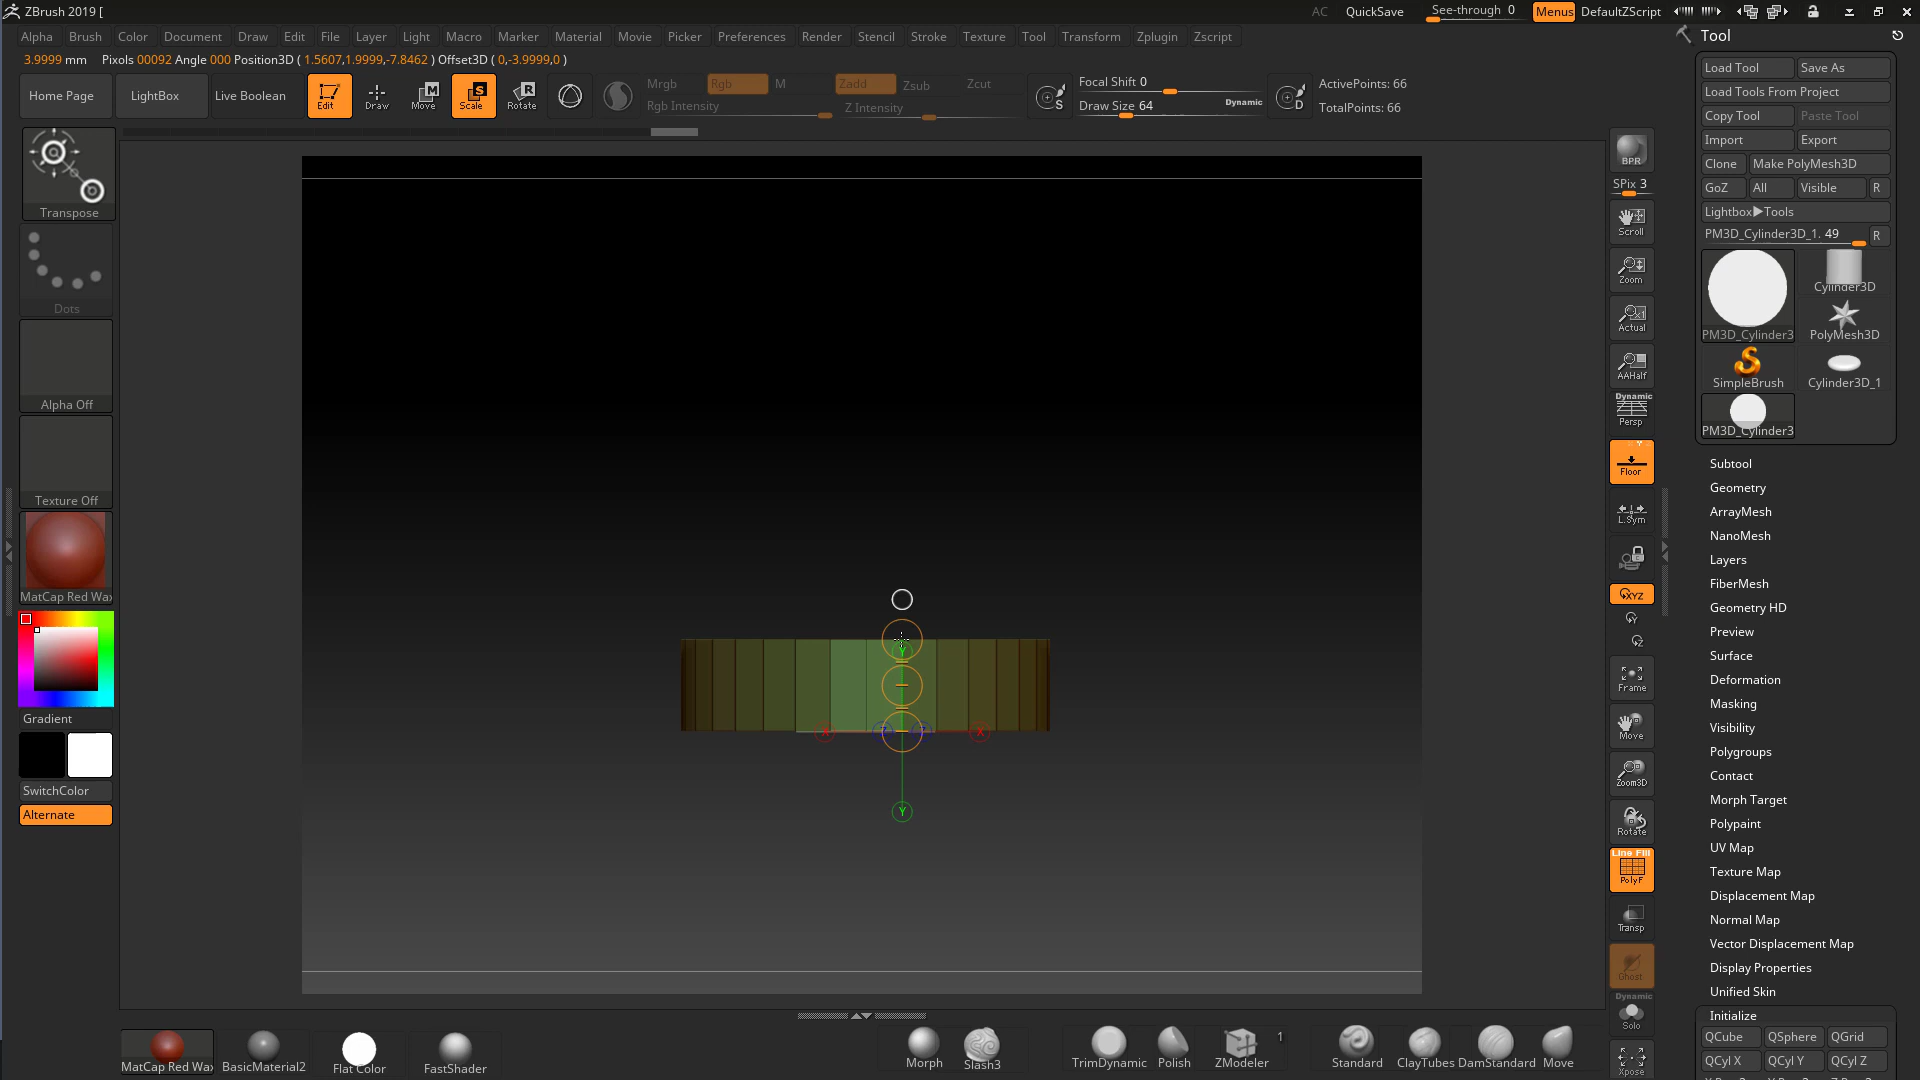 ZBrush 2019 [
AC QuickSave See-through 0 Menus DefaultZScript
Alpha Brush Color Document Draw Edit File Layer Light Macro Marker Material Movie Picker Preferences Render Stencil Stroke Texture Tool Transform Zplugin Zscript
3.9999 mm Pixols 00092 Angle 000 Position3D ( 1.5607,1.9999,-7.8462 ) Offset3D ( 0,-3.9999,0 )
Home Page LightBox Live Boolean Edit Draw Move Scale Rotate
Mrgb Rgb M Zadd Zsub Zcut
Rgb Intensity Z Intensity
Focal Shift 0
Draw Size 64 Dynamic
ActivePoints: 66
TotalPoints: 66
Transpose
Dots
Alpha Off
Texture Off
MatCap Red Wax
Gradient
SwitchColor
Alternate
Y
X Z Z X
Y
BPR
SPix 3
Scroll
Zoom
Actual
AAHalf
Dynamic
Persp
Floor
L.Sym
XYZ
Y
Z
Frame
Move
Zoom3D
Rotate
Line Fill
PolyF
Transp
Ghost
Dynamic
Solo
Xpose
Tool
Load Tool Save As
Load Tools From Project
Copy Tool Paste Tool
Import Export
Clone Make PolyMesh3D
GoZ All Visible R
Lightbox▶Tools
PM3D_Cylinder3D_1. 49 R
PM3D_Cylinder3 Cylinder3D
PolyMesh3D
SimpleBrush Cylinder3D_1
PM3D_Cylinder3
Subtool
Geometry
ArrayMesh
NanoMesh
Layers
FiberMesh
Geometry HD
Preview
Surface
Deformation
Masking
Visibility
Polygroups
Contact
Morph Target
Polypaint
UV Map
Texture Map
Displacement Map
Normal Map
Vector Displacement Map
Display Properties
Unified Skin
Initialize
QCube QSphere QGrid
QCyl X QCyl Y QCyl Z
MatCap Red Wax BasicMaterial2 Flat Color FastShader Morph Slash3 TrimDynamic Polish ZModeler 1 Standard ClayTubes DamStandard Move